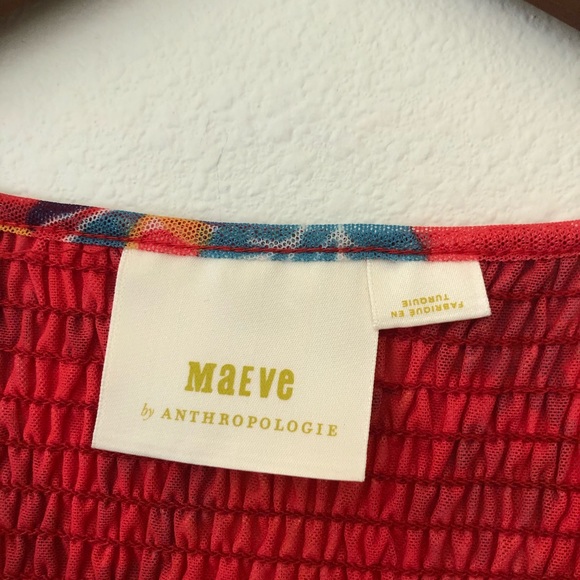 MaEVe
by ANTHROPOLOGIE
FABRIQUE EN
TURQUIE